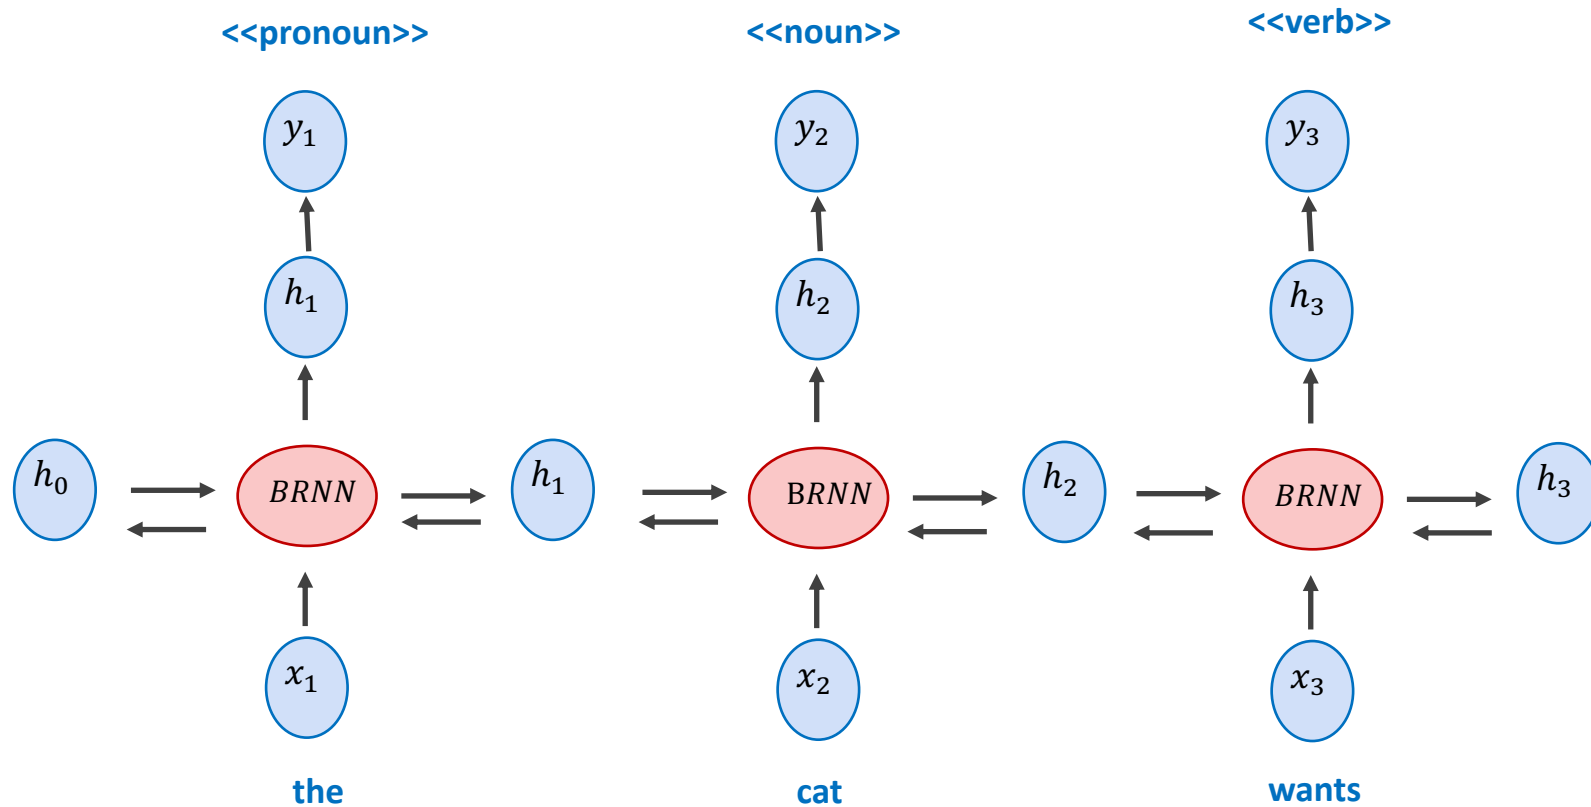 <<pronoun>> <<noun>> <<verb>>
y₁ y₂ y₃
h₁ h₂ h₃
h₀ BRNN h₁ BRNN h₂ BRNN h₃
x₁ x₂ x₃
the cat wants